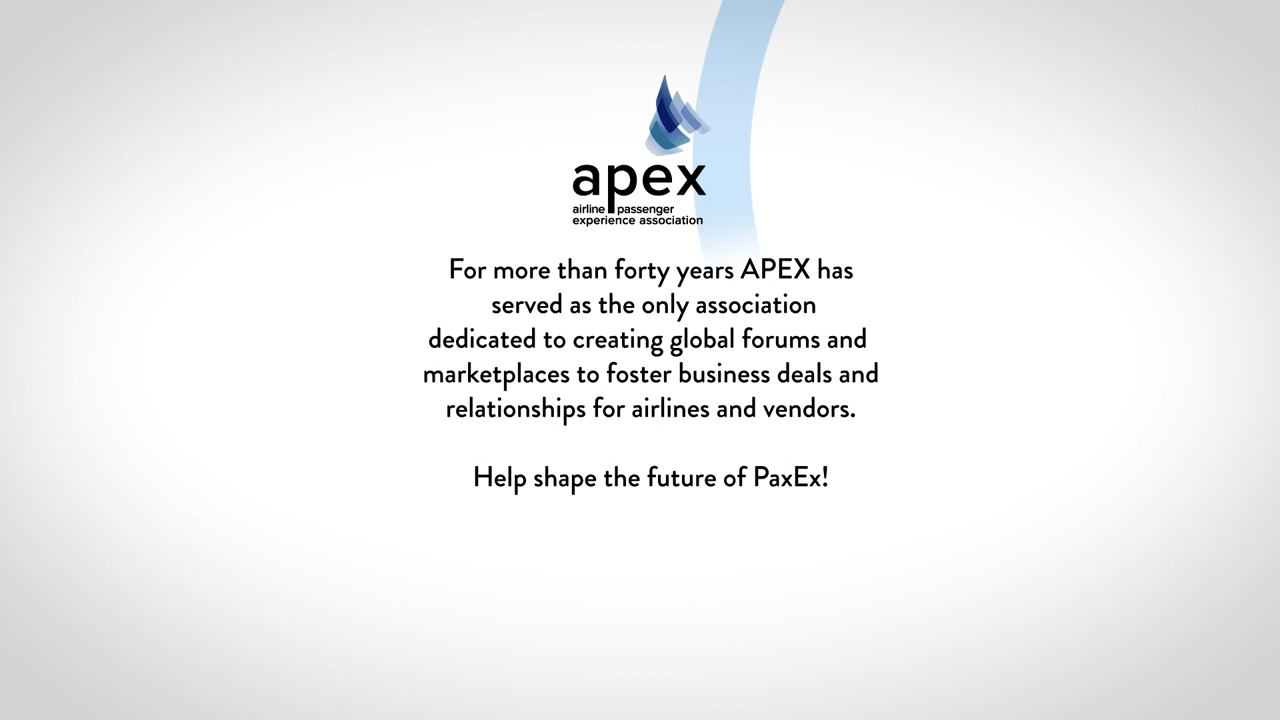 apex
airline passenger
experience association
For more than forty years APEX has
served as the only association
dedicated to creating global forums and
marketplaces to foster business deals and
relationships for airlines and vendors.
Help shape the future of PaxEx!